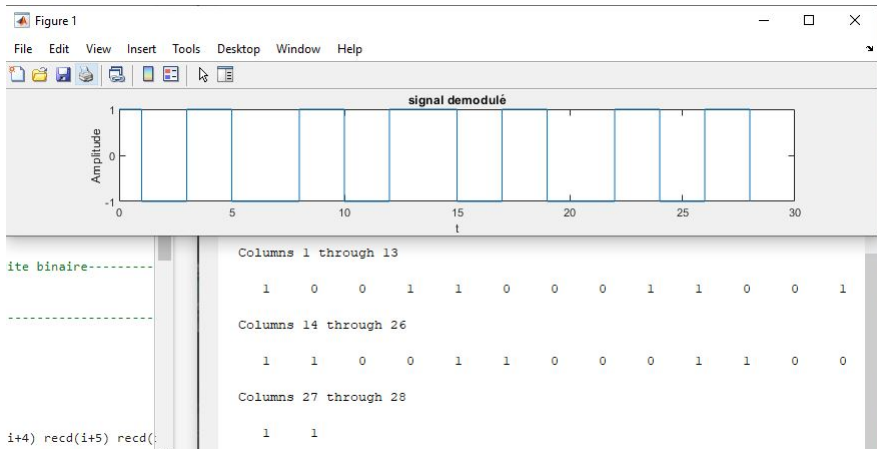 Figure 1
File Edit View Insert Tools Desktop Window Help
signal demodulé
Amplitude
1
0
-1
0 5 10 15 20 25 30
t
ite binaire---------
Columns 1 through 13
1 0 0 1 1 0 0 0 1 1 0 0 1
--------------------
Columns 14 through 26
1 1 0 0 1 1 0 0 0 1 1 0 0
Columns 27 through 28
i+4) recd(i+5) recd(
1 1